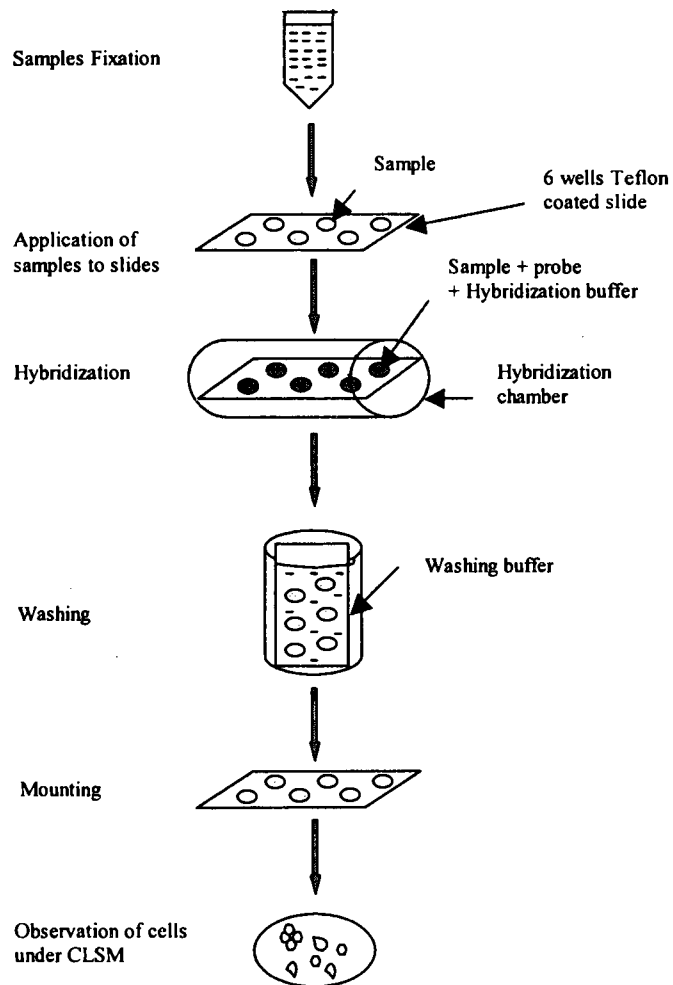 Samples Fixation
Sample
6 wells Teflon
coated slide
Application of
samples to slides
Sample + probe
+ Hybridization buffer
Hybridization
Hybridization
chamber
Washing buffer
Washing
Mounting
Observation of cells
under CLSM